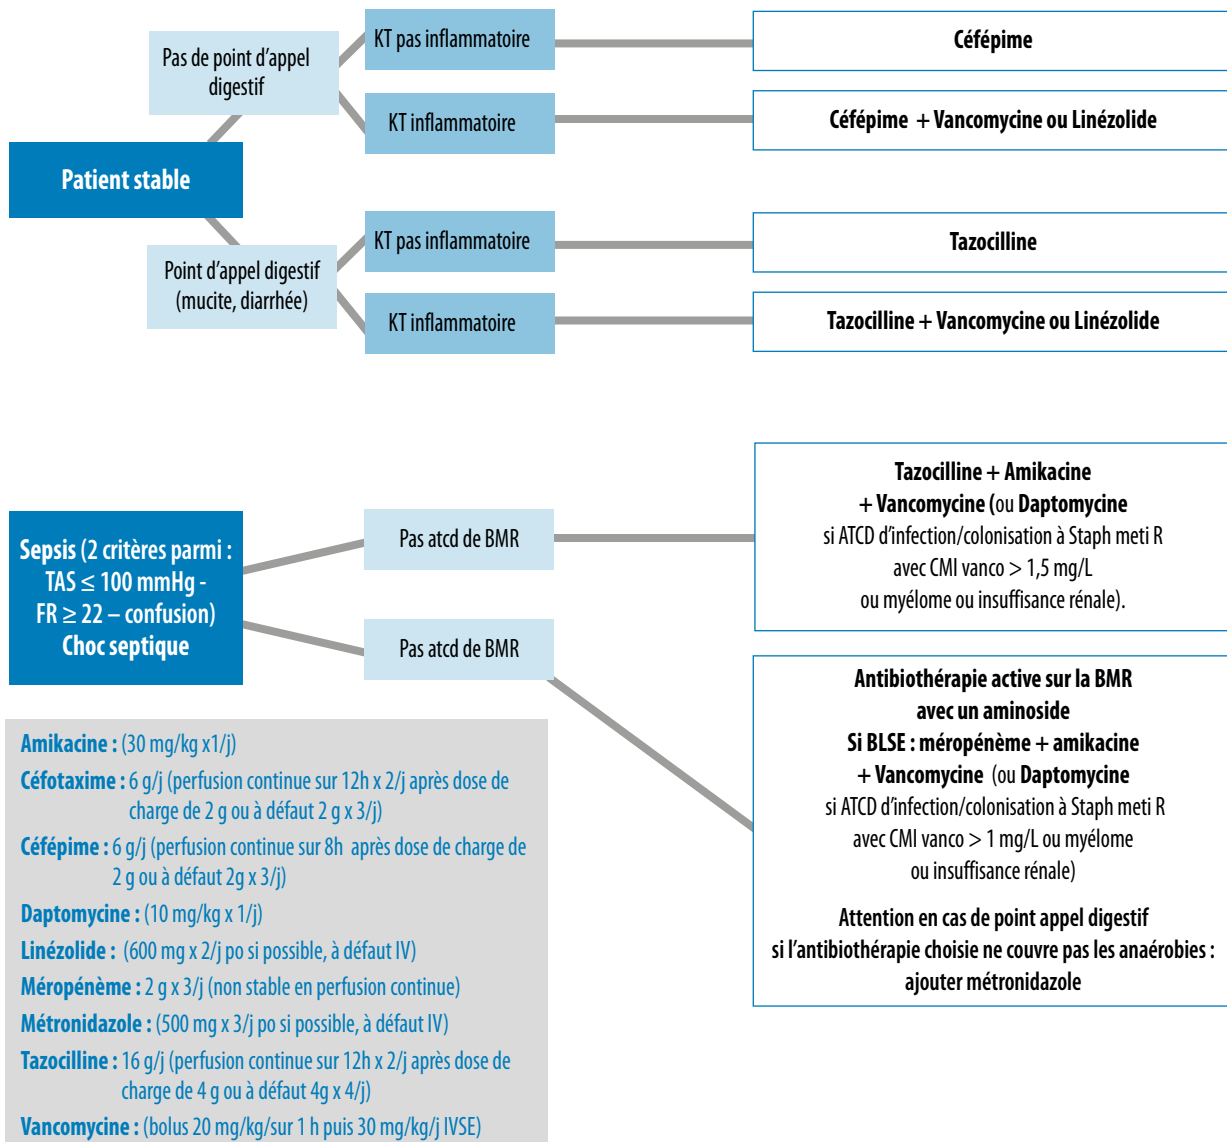 Pas de point d'appel
digestif
KT pas inflammatoire
Céfépime
KT inflammatoire
Céfépime + Vancomycine ou Linézolide
Patient stable
Point d'appel digestif
(mucite, diarrhée)
KT pas inflammatoire
Tazocilline
KT inflammatoire
Tazocilline + Vancomycine ou Linézolide
Sepsis (2 critères parmi :
TAS ≤ 100 mmHg -
FR ≥ 22 – confusion)
Choc septique
Pas atcd de BMR
Tazocilline + Amikacine
+ Vancomycine (ou Daptomycine
si ATCD d'infection/colonisation à Staph meti R
avec CMI vanco > 1,5 mg/L
ou myélome ou insuffisance rénale).
Pas atcd de BMR
Antibiothérapie active sur la BMR
avec un aminoside
Si BLSE : méropénème + amikacine
+ Vancomycine (ou Daptomycine
si ATCD d'infection/colonisation à Staph meti R
avec CMI vanco > 1 mg/L ou myélome
ou insuffisance rénale)
Attention en cas de point appel digestif
si l'antibiothérapie choisie ne couvre pas les anaérobies :
ajouter métronidazole
Amikacine : (30 mg/kg x1/j)
Céfotaxime : 6 g/j (perfusion continue sur 12h x 2/j après dose de
charge de 2 g ou à défaut 2 g x 3/j)
Céfépime : 6 g/j (perfusion continue sur 8h après dose de charge de
2 g ou à défaut 2g x 3/j)
Daptomycine : (10 mg/kg x 1/j)
Linézolide : (600 mg x 2/j po si possible, à défaut IV)
Méropénème : 2 g x 3/j (non stable en perfusion continue)
Métronidazole : (500 mg x 3/j po si possible, à défaut IV)
Tazocilline : 16 g/j (perfusion continue sur 12h x 2/j après dose de
charge de 4 g ou à défaut 4g x 4/j)
Vancomycine : (bolus 20 mg/kg/sur 1 h puis 30 mg/kg/j IVSE)